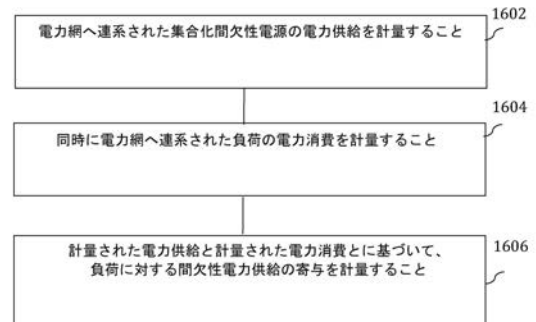 1602
電力網へ連系された集合化間欠性電源の電力供給を計量すること
1604
同時に電力網へ連系された負荷の電力消費を計量すること
1606
計量された電力供給と計量された電力消費とに基づいて、
負荷に対する間欠性電力供給の寄与を計量すること